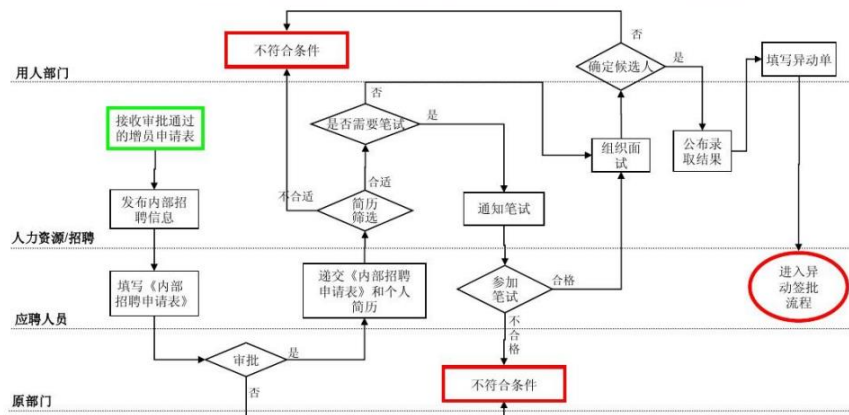 否
不符合条件
确定候选人
是
填写异动单
用人部门
否
接收审批通过
的增员申请表
是否需要笔试
是
组织面
试
公布录
取结果
不合适
合适
发布内部招
聘信息
简历
筛选
通知笔试
人力资源/招聘
填写《内部
招聘申请表》
递交《内部招聘
申请表》和个人
简历
参加
笔试
合格
进入异
动签批
流程
应聘人员
不
合
格
审批
是
否
不符合条件
原部门